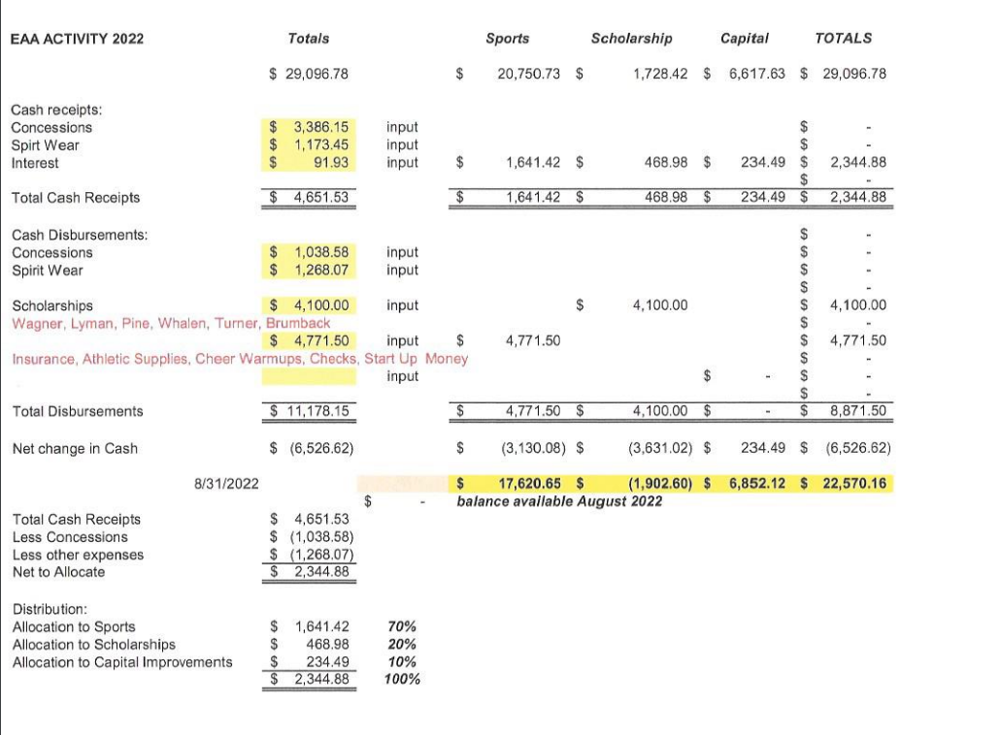 EAA ACTIVITY 2022 Totals Sports Scholarship Capital TOTALS
$ 29,096.78 $ 20,750.73 $ 1,728.42 $ 6,617.63 $ 29,096.78
Cash receipts:
Concessions $ 3,386.15 input $ -
Spirt Wear $ 1,173.45 input $ -
Interest $ 91.93 input $ 1,641.42 $ 468.98 $ 234.49 $ 2,344.88
$ -
Total Cash Receipts $ 4,651.53 $ 1,641.42 $ 468.98 $ 234.49 $ 2,344.88
Cash Disbursements: $ -
Concessions $ 1,038.58 input $ -
Spirit Wear $ 1,268.07 input $ -
$ -
Scholarships $ 4,100.00 input $ 4,100.00 $ 4,100.00
Wagner, Lyman, Pine, Whalen, Turner, Brumback $ -
$ 4,771.50 input $ 4,771.50 $ 4,771.50
Insurance, Athletic Supplies, Cheer Warmups, Checks, Start Up Money $ -
input $ - $ -
$ -
Total Disbursements $ 11,178.15 $ 4,771.50 $ 4,100.00 $ - $ 8,871.50
Net change in Cash $ (6,526.62) $ (3,130.08) $ (3,631.02) $ 234.49 $ (6,526.62)
8/31/2022 $ 17,620.65 $ (1,902.60) $ 6,852.12 $ 22,570.16
$ - balance available August 2022
Total Cash Receipts $ 4,651.53
Less Concessions $ (1,038.58)
Less other expenses $ (1,268.07)
Net to Allocate $ 2,344.88
Distribution:
Allocation to Sports $ 1,641.42 70%
Allocation to Scholarships $ 468.98 20%
Allocation to Capital Improvements $ 234.49 10%
$ 2,344.88 100%